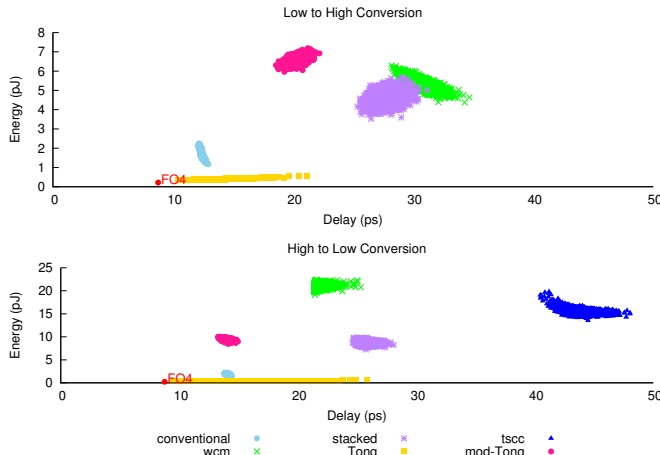 Low to High Conversion
8
7
6
5
4
3
2
1
0
Energy (pJ)
FO4
0 10 20 30 40 50
Delay (ps)
High to Low Conversion
25
20
15
10
5
0
Energy (pJ)
FO4
0 10 20 30 40 50
Delay (ps)
conventional stacked tscc
wcm Tong mod-Tong